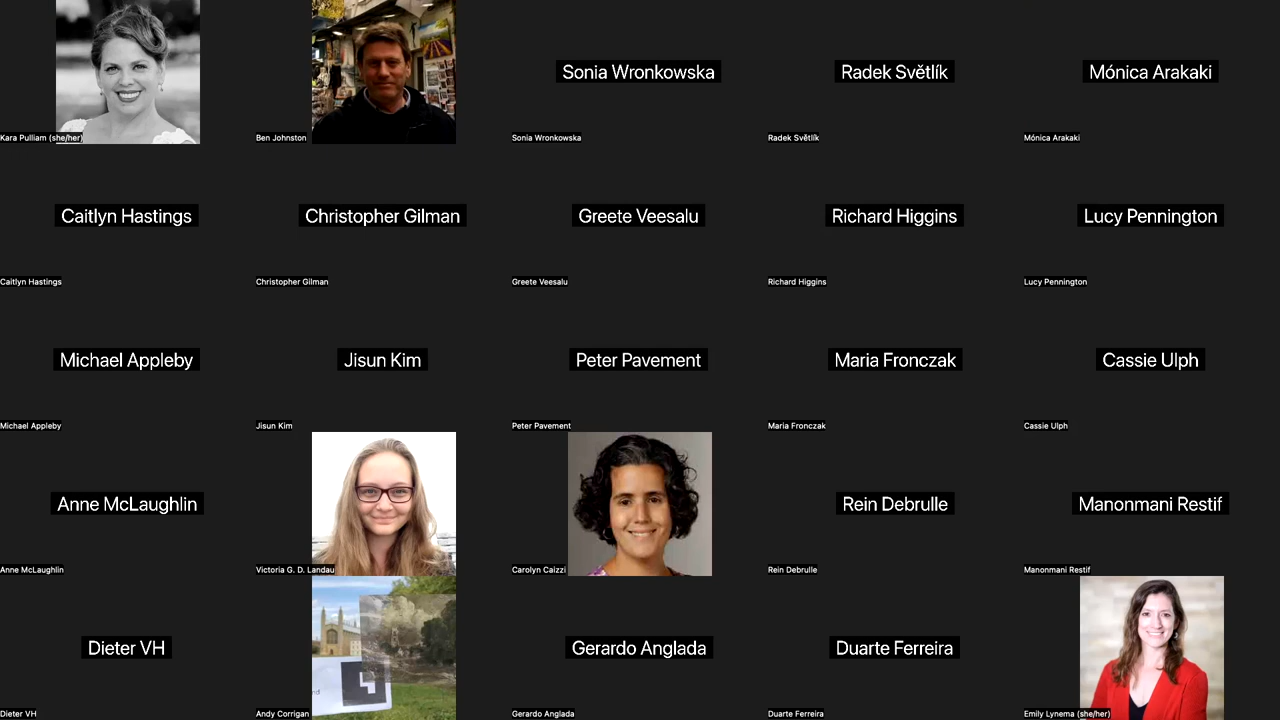 Sonia Wronkowska
Radek Světlík
Mónica Arakaki
Kara Pulliam (she/her)
Ben Johnston
Sonia Wronkowska
Radek Světlík
Mónica Arakaki
Caitlyn Hastings
Christopher Gilman
Greete Veesalu
Richard Higgins
Lucy Pennington
Caitlyn Hastings
Christopher Gilman
Greete Veesalu
Richard Higgins
Lucy Pennington
Michael Appleby
Jisun Kim
Peter Pavement
Maria Fronczak
Cassie Ulph
Michael Appleby
Jisun Kim
Peter Pavement
Maria Fronczak
Cassie Ulph
Anne McLaughlin
Rein Debrulle
Manonmani Restif
Anne McLaughlin
Victoria G. D. Landau
Carolyn Caizzi
Rein Debrulle
Manonmani Restif
Dieter VH
Gerardo Anglada
Duarte Ferreira
Dieter VH
Andy Corrigan
Gerardo Anglada
Duarte Ferreira
Emily Lynema (she/her)